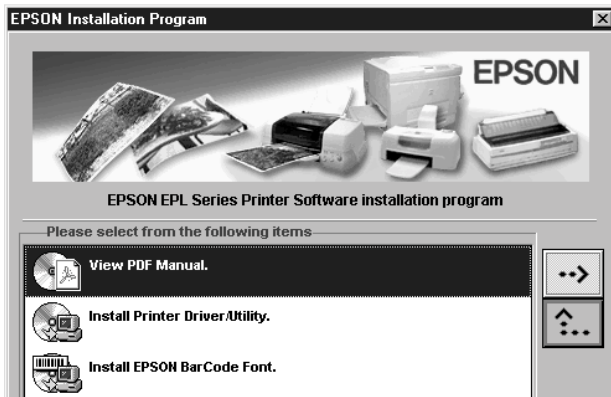 EPSON Installation Program
EPSON
EPSON EPL Series Printer Software installation program
Please select from the following items
View PDF Manual.
Install Printer Driver/Utility.
Install EPSON BarCode Font.